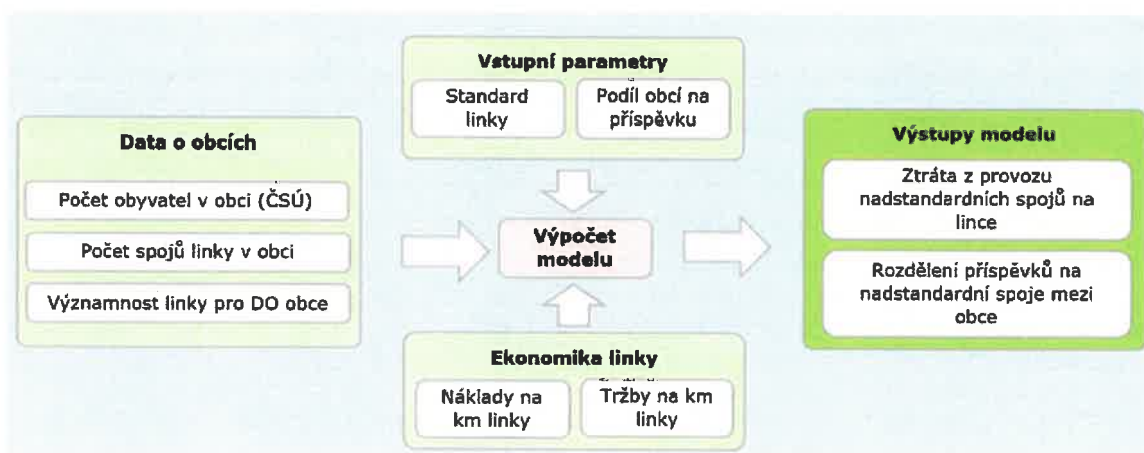 Vstupní parametry
Standard
linky
Podíl obcí na
příspěvku
Data o obcích
Počet obyvatel v obci (ČSÚ)
Počet spojů linky v obci
Významnost linky pro DO obce
Výpočet
modelu
Ekonomika linky
Náklady na
km linky
Tržby na km
linky
Výstupy modelu
Ztráta z provozu
nadstandardních spojů na
lince
Rozdělení příspěvků na
nadstandardní spoje mezi
obce